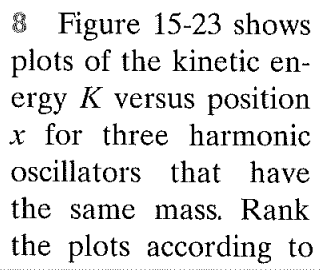 8 Figure 15-23 shows
plots of the kinetic en-
ergy K versus position
x for three harmonic
oscillators that have
the same mass. Rank
the plots according to